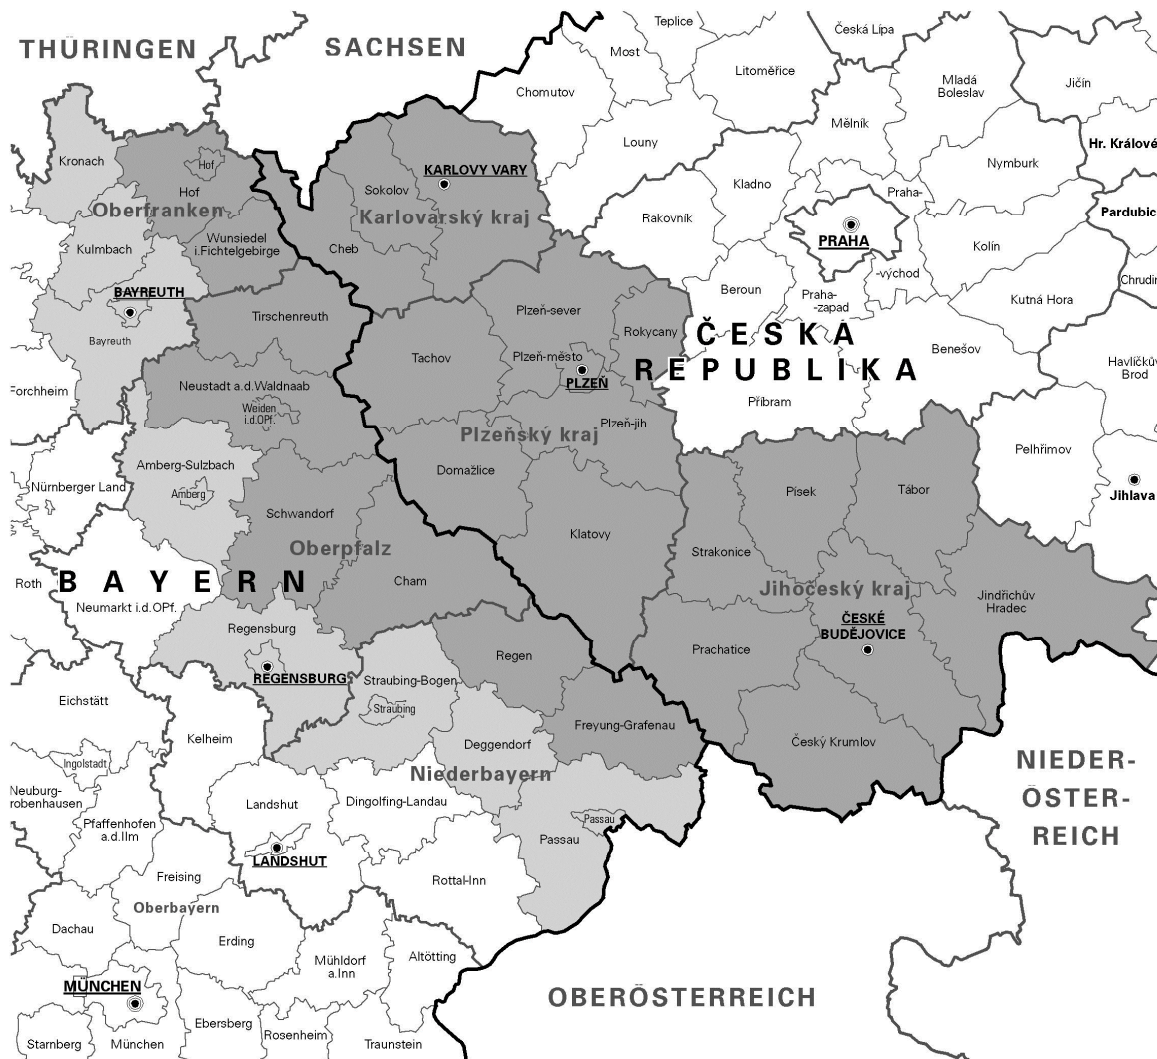 THÜRINGEN
SACHSEN
Teplice
Most
Česká Lípa
Litoměřice
Chomutov
Mladá
Boleslav
Jičín
Mělník
Louny
Hr. Králové
Kronach
Hof
Hof
KARLOVY VARY
Sokolov
Nymburk
Kladno
Praha-
Oberfranken
Karlovarský kraj
Rakovník
Pardubic
Kulmbach
Wunsiedel
i.Fichtelgebirge
Cheb
PRAHA
Kolín
-východ
Chrudin
BAYREUTH
Beroun
Praha-
-zapad
Kutná Hora
Bayreuth
Tirschenreuth
Plzeň-sever
Rokycany
ČESKÁ
REPUBLIKA
Benešov
Tachov
Plzeň-město
PLZEŇ
Havlíčkův
Brod
Forchheim
Neustadt a.d.Waldnaab
Weiden
i.d.OPf.
Příbram
Plzeň-jih
Plzeňský kraj
Pelhřimov
Amberg-Sulzbach
Domažlice
Nürnberger Land
Amberg
Písek
Tábor
Jihlava
Schwandorf
Klatovy
Oberpfalz
Strakonice
Roth
BAYERN
Cham
Jihočeský kraj
Jindřichův
Hradec
Neumarkt i.d.OPf.
ČESKÉ
BUDĚJOVICE
Regensburg
Regen
Prachatice
REGENSBURG
Straubing-Bogen
Eichstätt
Straubing
Freyung-Grafenau
Kelheim
Deggendorf
Český Krumlov
Ingolstadt
Niederbayern
NIEDER-
ÖSTER-
REICH
Neuburg-
robenhausen
Landshut
Dingolfing-Landau
Pfaffenhofen
a.d.Ilm
Passau
Passau
LANDSHUT
Freising
Rottal-Inn
Oberbayern
Dachau
Erding
Mühldorf
a.Inn
Altötting
MÜNCHEN
OBERÖSTERREICH
Ebersberg
Rosenheim
Starnberg
München
Traunstein